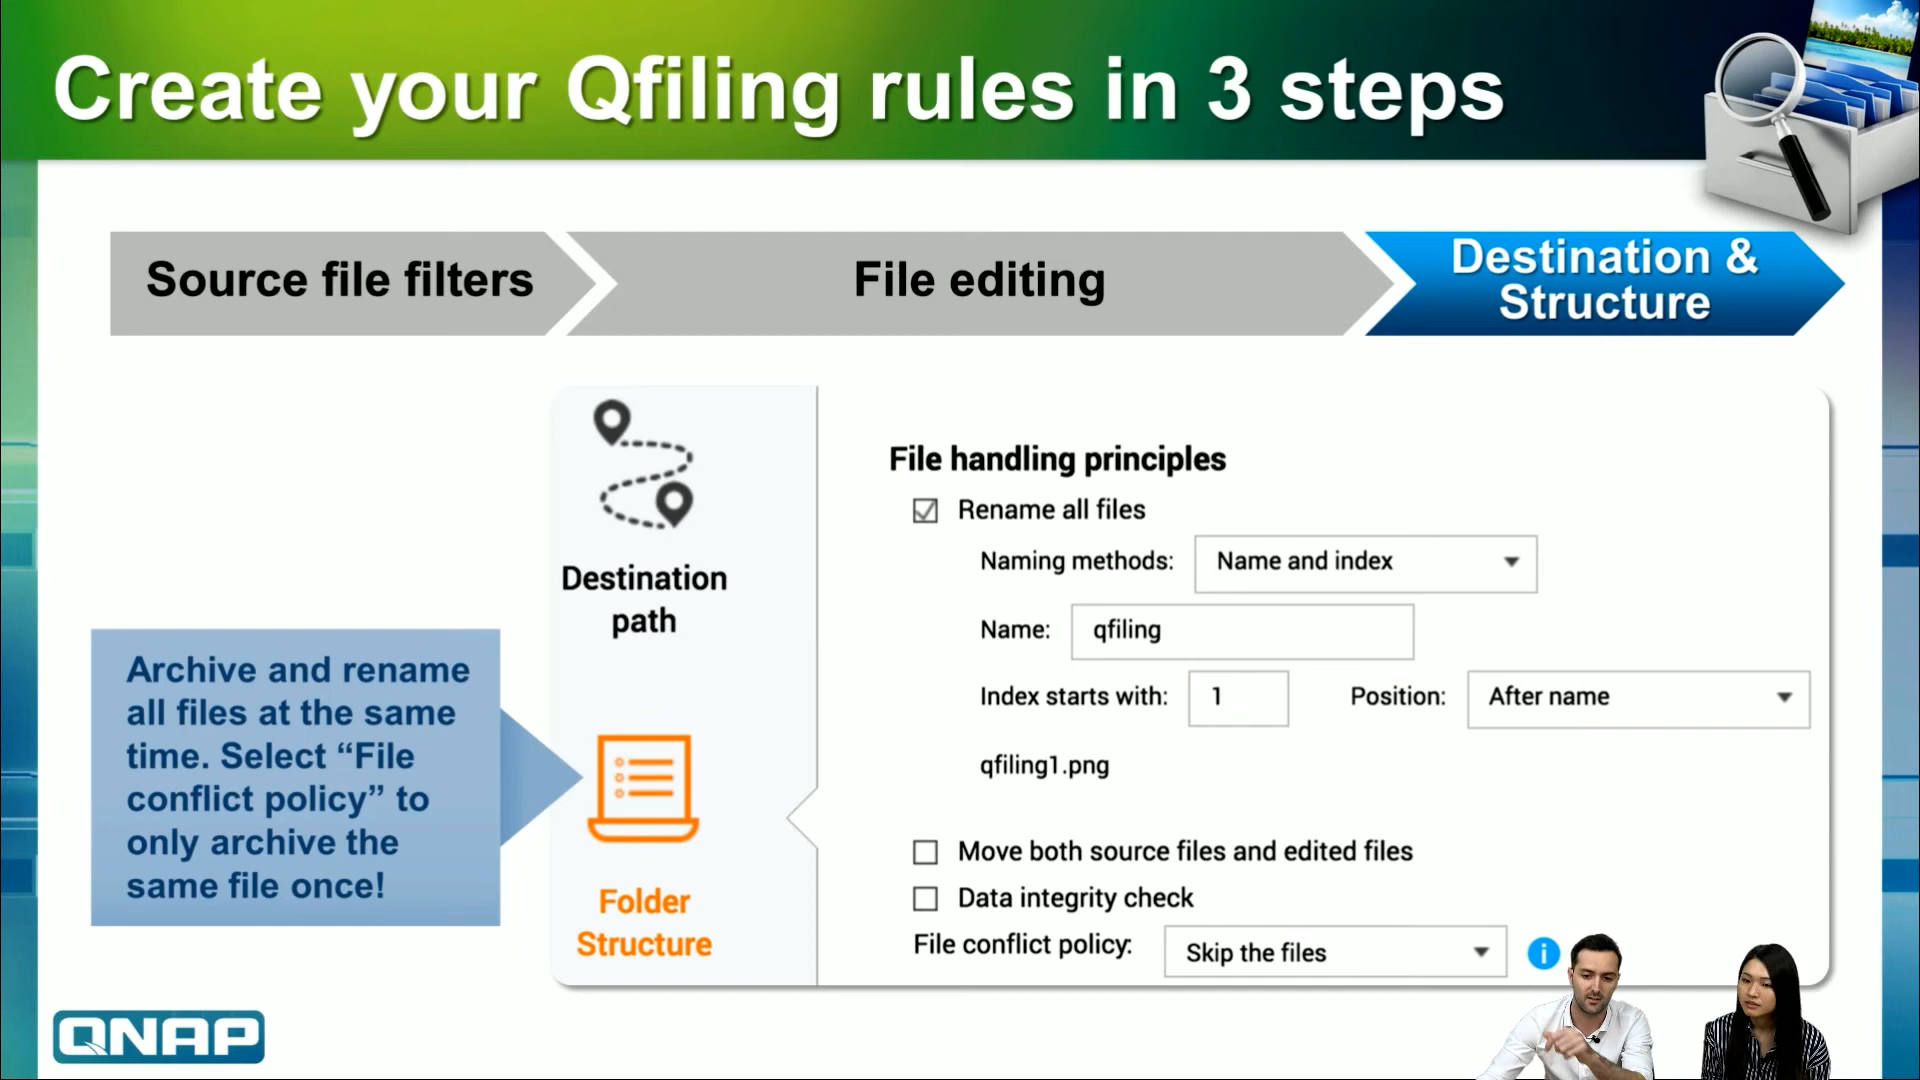 Create your Qfiling rules in 3 steps
Source file filters
File editing
Destination &
Structure
Destination
path
Archive and rename
all files at the same
time. Select “File
conflict policy” to
only archive the
same file once!
Folder
Structure
File handling principles
Rename all files
Naming methods: Name and index
Name: qfiling
Index starts with: 1 Position: After name
qfiling1.png
Move both source files and edited files
Data integrity check
File conflict policy: Skip the files
i
QNAP